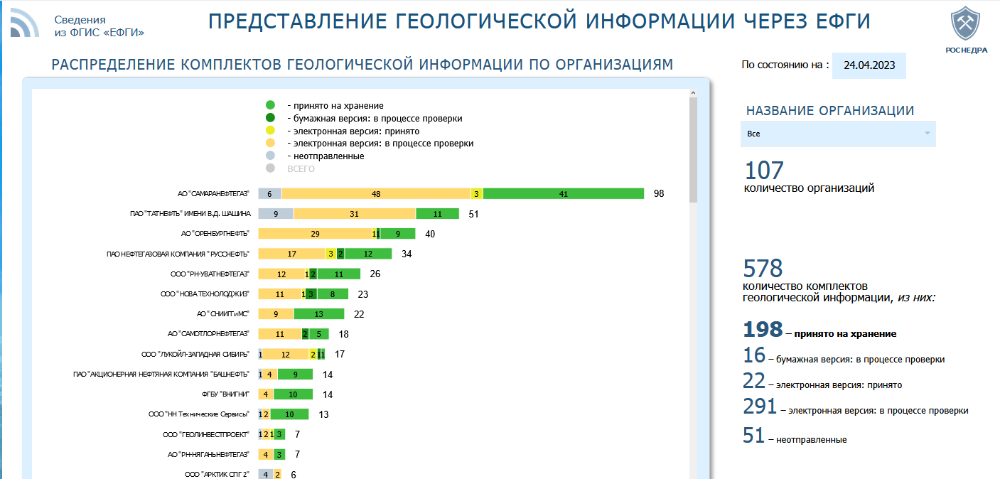 Сведения
из ФГИС «ЕФГИ»
ПРЕДСТАВЛЕНИЕ ГЕОЛОГИЧЕСКОЙ ИНФОРМАЦИИ ЧЕРЕЗ ЕФГИ
РОСНЕДРА
РАСПРЕДЕЛЕНИЕ КОМПЛЕКТОВ ГЕОЛОГИЧЕСКОЙ ИНФОРМАЦИИ ПО ОРГАНИЗАЦИЯМ
- принято на хранение
- бумажная версия: в процессе проверки
- электронная версия: принято
- электронная версия: в процессе проверки
- неотправленные
ВСЕГО
АО "САМАРАНЕФТЕГАЗ" 6 48 3 41 98
ПАО "ТАТНЕФТЬ" ИМЕНИ В.Д. ШАШИНА 9 31 11 51
АО "ОРЕНБУРГНЕФТЬ" 29 1 1 9 40
ПАО НЕФТЕГАЗОВАЯ КОМПАНИЯ "РУССНЕФТЬ" 17 3 2 12 34
ООО "РН-УВАТНЕФТЕГАЗ" 12 1 2 11 26
ООО "НОВА ТЕХНОЛОДЖИЗ" 11 1 3 8 23
АО "СНИИГГиМС" 9 13 22
АО "САМОТЛОРНЕФТЕГАЗ" 11 2 5 18
ООО "ЛУКОЙЛ-ЗАПАДНАЯ СИБИРЬ" 1 12 2 1 1 17
ПАО "АКЦИОНЕРНАЯ НЕФТЯНАЯ КОМПАНИЯ "БАШНЕФТЬ" 1 4 9 14
ФГБУ "ВНИГНИ" 4 10 14
ООО "НН Технические Сервисы" 1 2 10 13
ООО "ГЕОЛИНВЕСТПРОЕКТ" 1 2 1 3 7
АО "РН-НЯГАНЬНЕФТЕГАЗ" 4 3 7
ООО "АРКТИК СПГ 2" 4 2 6
По состоянию на : 24.04.2023
НАЗВАНИЕ ОРГАНИЗАЦИИ
Все
107
количество организаций
578
количество комплектов
геологической информации, из них:
198 – принято на хранение
16 – бумажная версия: в процессе проверки
22 – электронная версия: принято
291 – электронная версия: в процессе проверки
51 – неотправленные